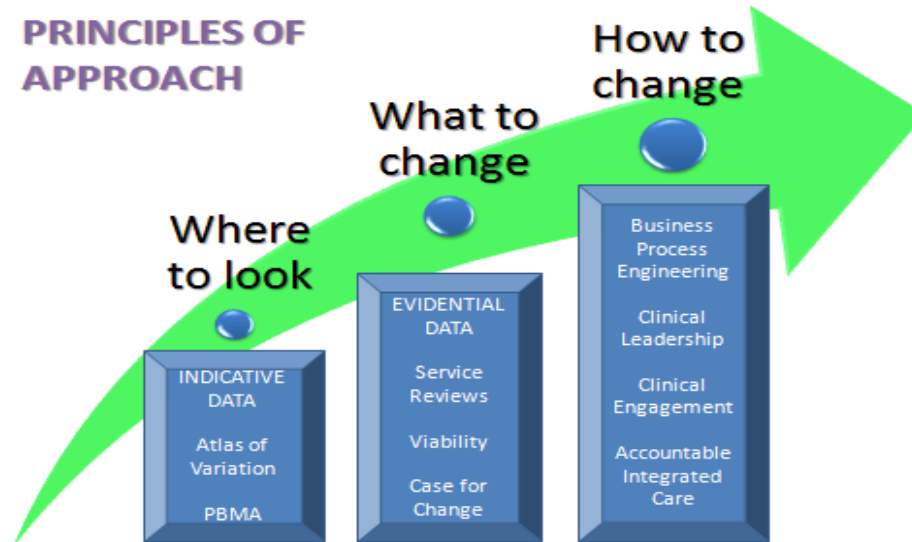 PRINCIPLES OF
APPROACH
Where
to look
INDICATIVE
DATA
Atlas of
Variation
PBMA
What to
change
EVIDENTIAL
DATA
Service
Reviews
Viability
Case for
Change
How to
change
Business
Process
Engineering
Clinical
Leadership
Clinical
Engagement
Accountable
Integrated
Care